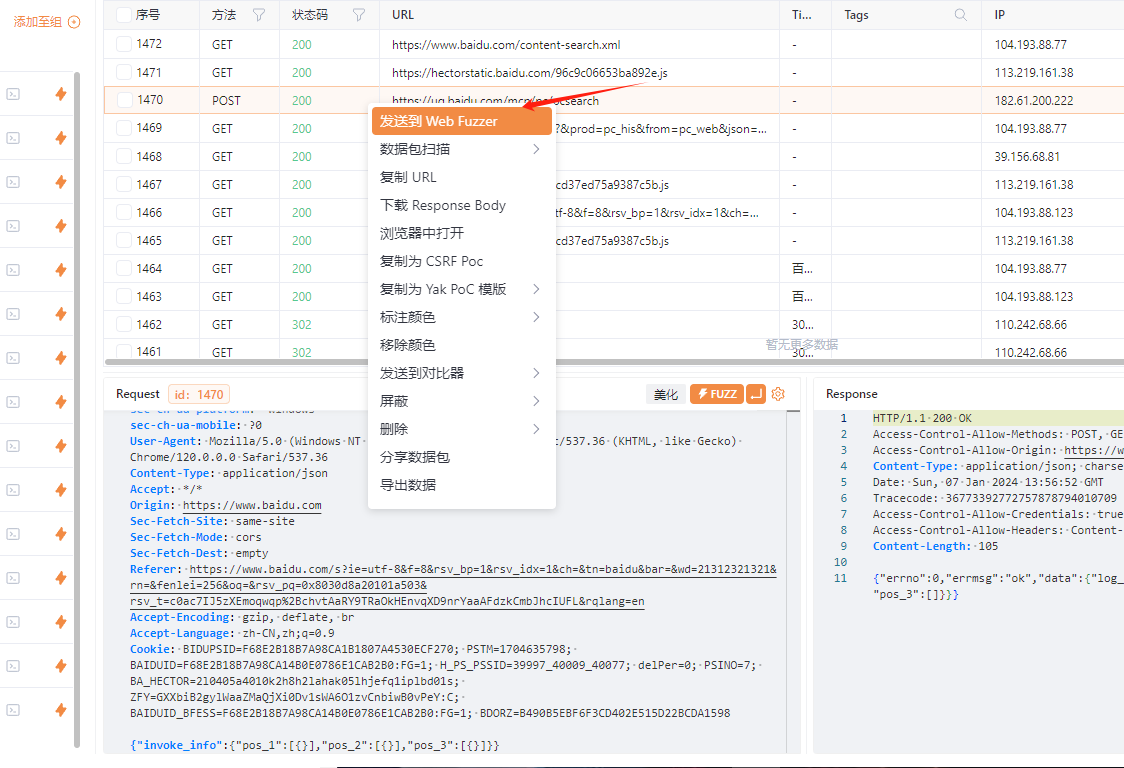 添加至组
序号 方法 状态码 URL Ti... Tags IP
1472 GET 200 https://www.baidu.com/content-search.xml - 104.193.88.77
1471 GET 200 https://hectorstatic.baidu.com/96c9c06653ba892e.js - 113.219.161.38
1470 POST 200 https://ug.baidu.com/mcp/pc/pcsearch - 182.61.200.222
发送到 Web Fuzzer
1469 GET 200 ?&prod=pc_his&from=pc_web&json=... - 104.193.88.77
数据包扫描
1468 GET 200 - 39.156.68.81
复制 URL
1467 GET 200 cd37ed75a9387c5b.js - 113.219.161.38
下载 Response Body
1466 GET 200 tf-8&f=8&rsv_bp=1&rsv_idx=1&ch=... - 104.193.88.123
浏览器中打开
1465 GET 200 cd37ed75a9387c5b.js - 113.219.161.38
复制为 CSRF Poc
1464 GET 200 百... 104.193.88.77
复制为 Yak PoC 模版
1463 GET 200 百... 104.193.88.123
标注颜色
1462 GET 302 30... 110.242.68.66
移除颜色
暂无更多数据
1461 GET 302 30... 110.242.68.66
发送到对比器
屏蔽
删除
分享数据包
导出数据
Request id: 1470 美化 FUZZ
sec-ch-ua-platform: "Windows"
sec-ch-ua-mobile: ?0
User-Agent: Mozilla/5.0 (Windows NT t/537.36 (KHTML, like Gecko)
Chrome/120.0.0.0 Safari/537.36
Content-Type: application/json
Accept: */*
Origin: https://www.baidu.com
Sec-Fetch-Site: same-site
Sec-Fetch-Mode: cors
Sec-Fetch-Dest: empty
Referer: https://www.baidu.com/s?ie=utf-8&f=8&rsv_bp=1&rsv_idx=1&ch=&tn=baidu&bar=&wd=21312321321&
rn=&fenlei=256&oq=&rsv_pq=0x8030d8a20101a503&
rsv_t=c0ac7IJ5zXEmoqwqp%2BchvtAaRY9TRaOkHEnvqXD9nrYaaAFdzkCmbJhcIUFL&rqlang=en
Accept-Encoding: gzip, deflate, br
Accept-Language: zh-CN,zh;q=0.9
Cookie: BIDUPSID=F68E2B18B7A98CA1B1807A4530ECF270; PSTM=1704635798;
BAIDUID=F68E2B18B7A98CA14B0E0786E1CAB2B0:FG=1; H_PS_PSSID=39997_40009_40077; delPer=0; PSINO=7;
BA_HECTOR=2l0405a4010k2h8h2lahak05lhjefq1iplbd01s;
ZFY=GXXbiB2gylWaaZMaQjXi0Dv1sWA6O1zvCnbiwB0vPeY:C;
BAIDUID_BFESS=F68E2B18B7A98CA14B0E0786E1CAB2B0:FG=1; BDORZ=B490B5EBF6F3CD402E515D22BCDA1598
{"invoke_info":{"pos_1":[{}],"pos_2":[{}],"pos_3":[{}]}}
Response
1 HTTP/1.1 200 OK
2 Access-Control-Allow-Methods: POST, GE
3 Access-Control-Allow-Origin: https://w
4 Content-Type: application/json; charse
5 Date: Sun, 07 Jan 2024 13:56:52 GMT
6 Tracecode: 36773392772757878794010709
7 Access-Control-Allow-Credentials: true
8 Access-Control-Allow-Headers: Content-
9 Content-Length: 105
10
11 {"errno":0,"errmsg":"ok","data":{"log_
"pos_3":[]}}}